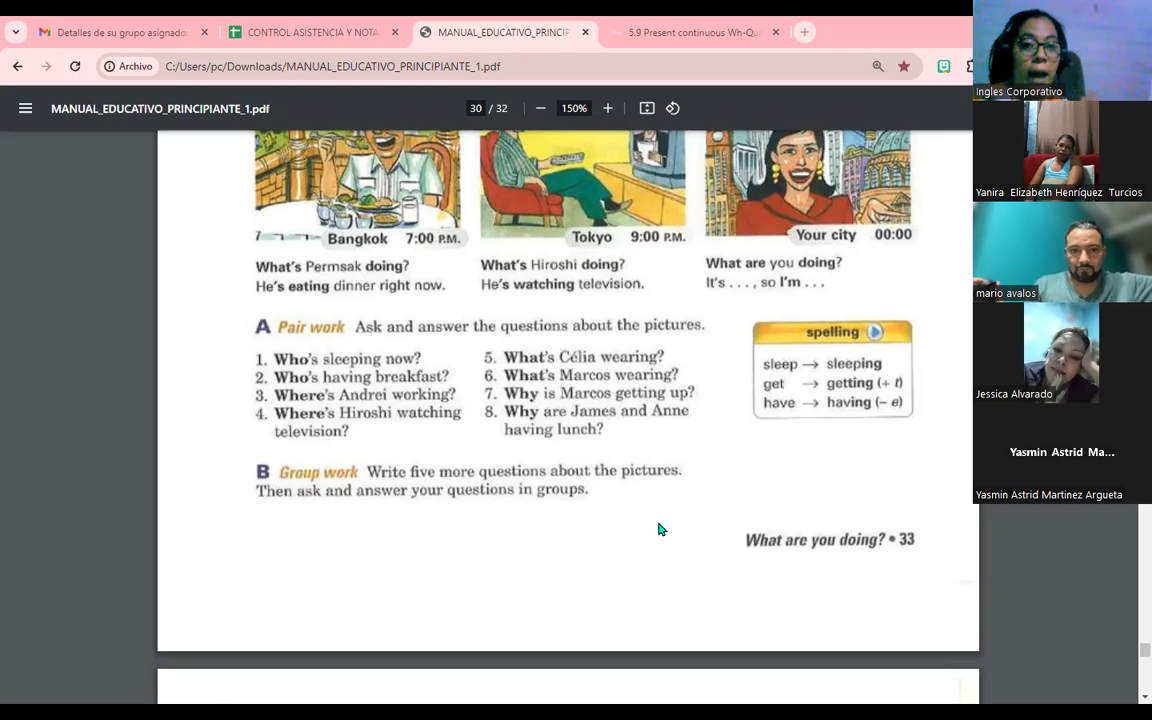 Detalles de su grupo asignado
CONTROL ASISTENCIA Y NOTA
MANUAL_EDUCATIVO_PRINCIP
5.9 Present continuous Wh-Qu
Archivo
C:/Users/pc/Downloads/MANUAL_EDUCATIVO_PRINCIPIANTE_1.pdf
MANUAL_EDUCATIVO_PRINCIPIANTE_1.pdf
30 / 32
150%
Bangkok 7:00 P.M.
Tokyo 9:00 P.M.
Your city 00:00
What's Permsak doing?
He's eating dinner right now.
What's Hiroshi doing?
He's watching television.
What are you doing?
It's . . . , so I'm . . .
A Pair work Ask and answer the questions about the pictures.
1. Who's sleeping now?
2. Who's having breakfast?
3. Where's Andrei working?
4. Where's Hiroshi watching
television?
5. What's Célia wearing?
6. What's Marcos wearing?
7. Why is Marcos getting up?
8. Why are James and Anne
having lunch?
spelling
sleep → sleeping
get → getting (+ t)
have → having (– e)
B Group work Write five more questions about the pictures.
Then ask and answer your questions in groups.
What are you doing? • 33
Ingles Corporativo
Yanira Elizabeth Henríquez Turcios
mario avalos
Jessica Alvarado
Yasmin Astrid Ma...
Yasmin Astrid Martinez Argueta